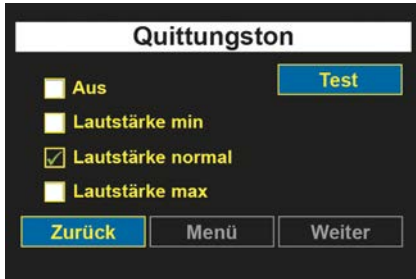 Quittungston
Aus
Test
Lautstärke min
Lautstärke normal
Lautstärke max
Zurück
Menü
Weiter